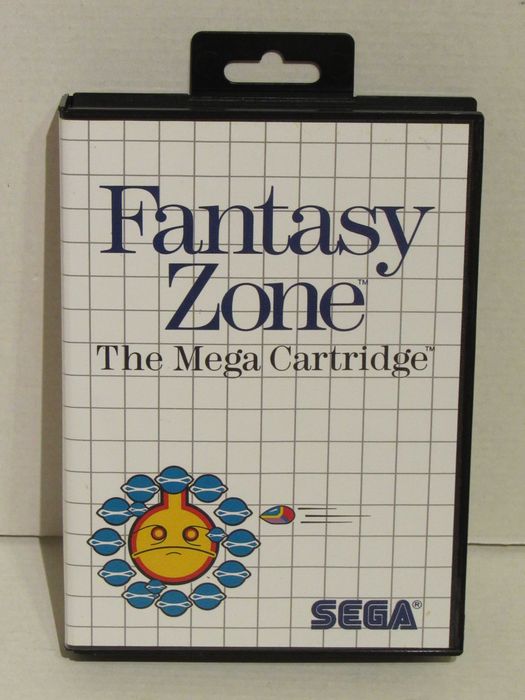 Fantasy
Zone™
The Mega Cartridge™
SEGA®